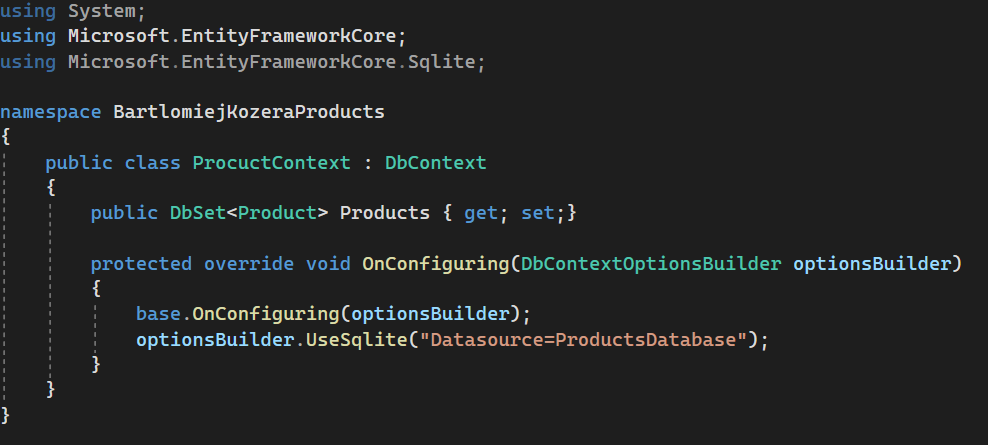 using System;
using Microsoft.EntityFrameworkCore;
using Microsoft.EntityFrameworkCore.Sqlite;
namespace BartlomiejKozeraProducts
{
public class ProcuctContext : DbContext
{
public DbSet<Product> Products { get; set;}
protected override void OnConfiguring(DbContextOptionsBuilder optionsBuilder)
{
base.OnConfiguring(optionsBuilder);
optionsBuilder.UseSqlite("Datasource=ProductsDatabase");
}
}
}